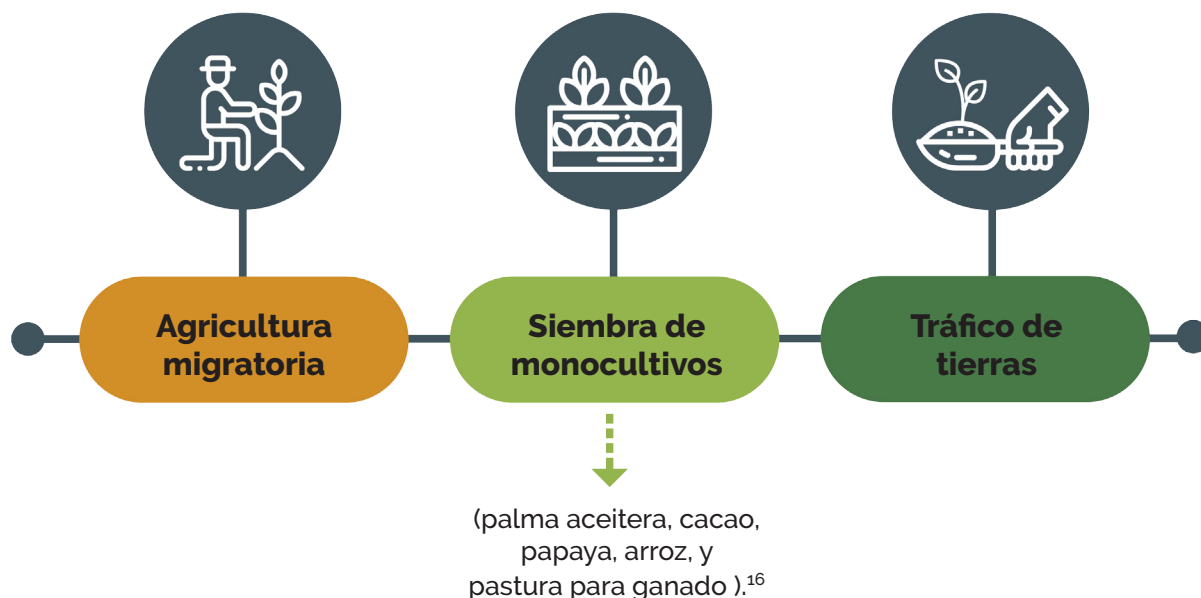 Agricultura
migratoria
Siembra de
monocultivos
Tráfico de
tierras
(palma aceitera, cacao,
papaya, arroz, y
pastura para ganado ).¹⁶